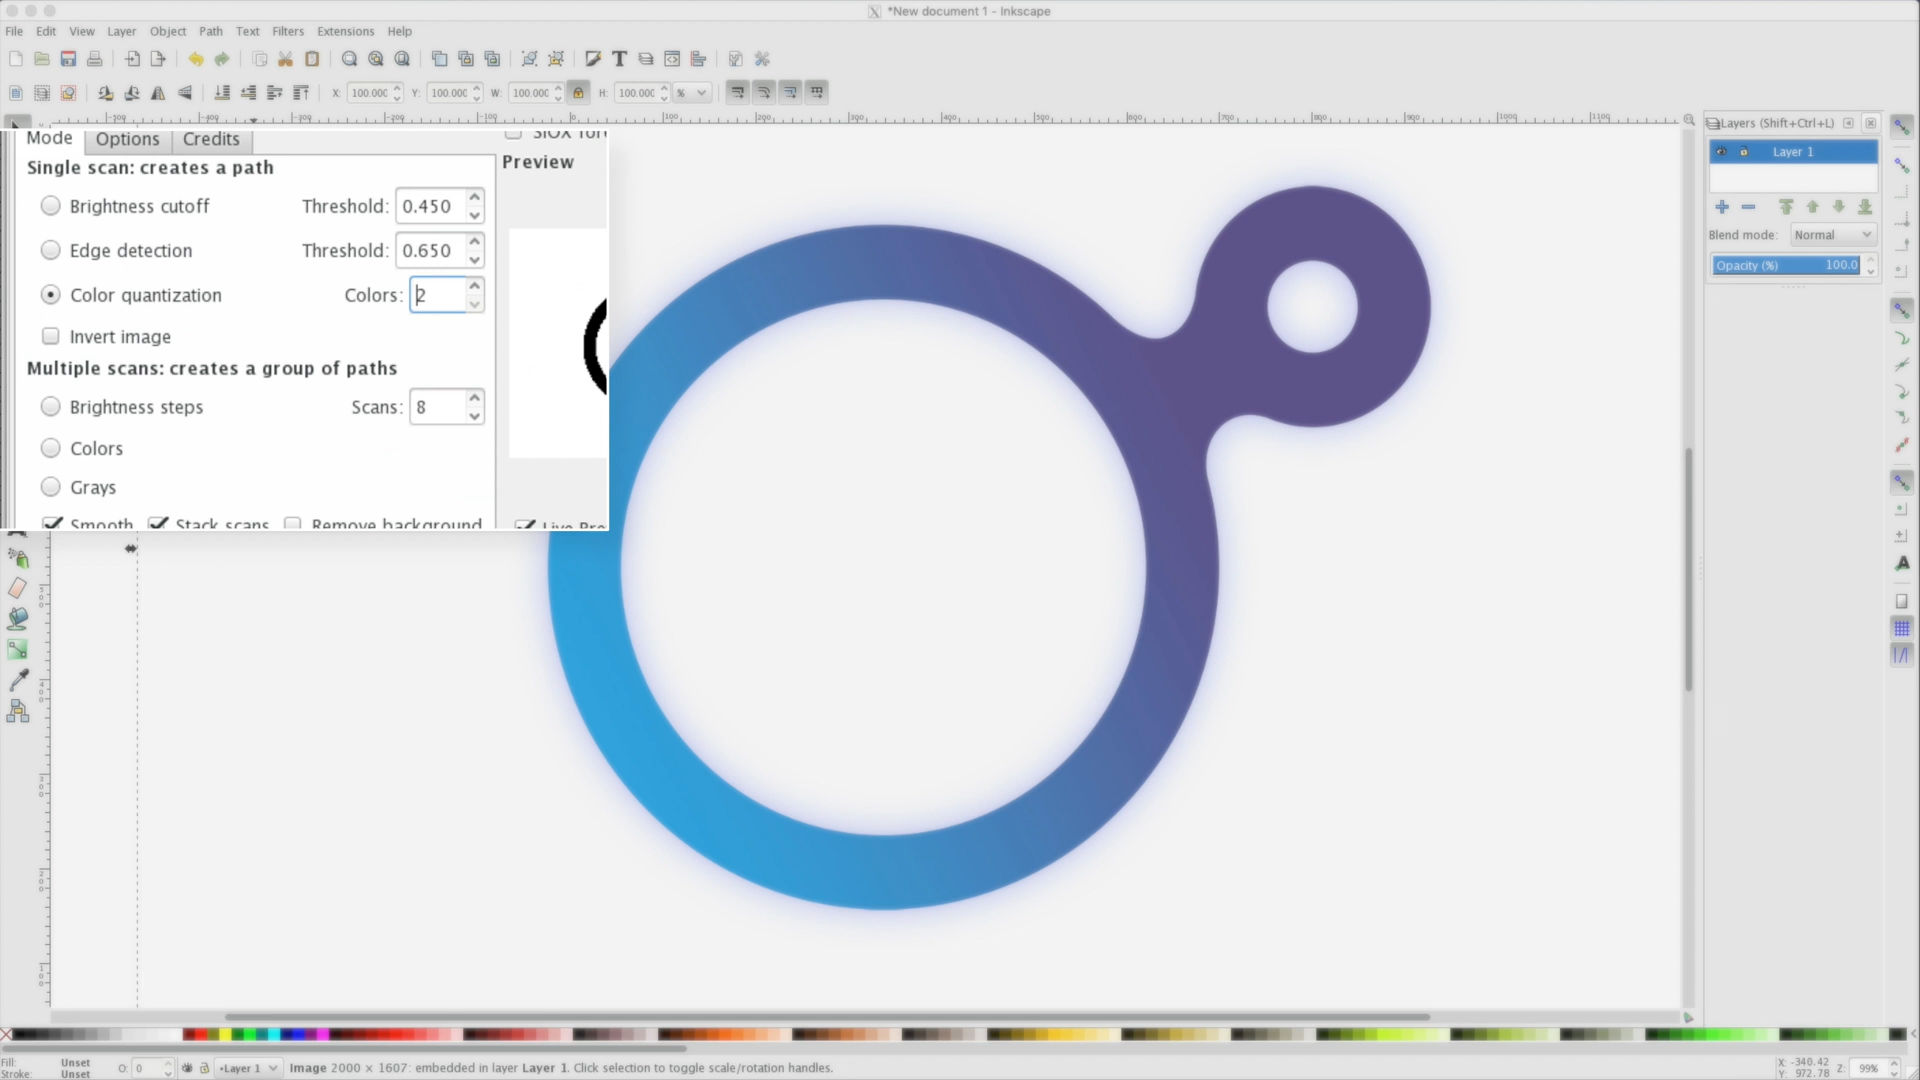 *New document 1 - Inkscape
File Edit View Layer Object Path Text Filters Extensions Help
X: 100.000 Y: 100.000 W: 100.000 H: 100.000 %
Layers (Shift+Ctrl+L)
Layer 1
Blend mode: Normal
Opacity (%) 100.0
Mode Options Credits
Single scan: creates a path
Brightness cutoff Threshold: 0.450
Edge detection Threshold: 0.650
Color quantization Colors: 2
Invert image
Multiple scans: creates a group of paths
Brightness steps Scans: 8
Colors
Grays
Smooth Stack scans Remove background
Preview
Fill: Unset
Stroke: Unset
O: 0
•Layer 1
Image 2000 × 1607: embedded in layer Layer 1. Click selection to toggle scale/rotation handles.
X: -340.42
Y: 972.78
Z: 99%